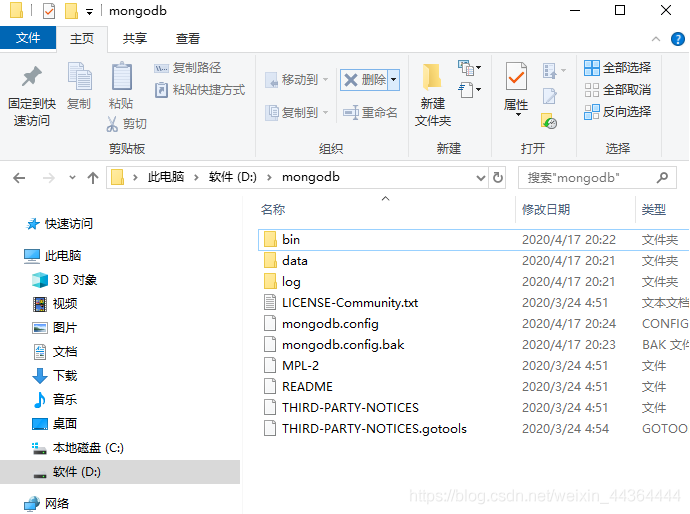 mongodb
文件 主页 共享 查看
固定到快速访问
复制
粘贴
复制路径
粘贴快捷方式
剪切
剪贴板
移动到
复制到
删除
重命名
组织
新建
文件夹
新建
属性
打开
全部选择
全部取消
反向选择
选择
此电脑 > 软件 (D:) > mongodb
搜索"mongodb"
快速访问
此电脑
3D 对象
视频
图片
文档
下载
音乐
桌面
本地磁盘 (C:)
软件 (D:)
网络
名称 修改日期 类型
bin 2020/4/17 20:22 文件夹
data 2020/4/17 20:21 文件夹
log 2020/4/17 20:21 文件夹
LICENSE-Community.txt 2020/3/24 4:51 文本文档
mongodb.config 2020/4/17 20:24 CONFIG
mongodb.config.bak 2020/4/17 20:23 BAK 文件
MPL-2 2020/3/24 4:51 文件
README 2020/3/24 4:51 文件
THIRD-PARTY-NOTICES 2020/3/24 4:51 文件
THIRD-PARTY-NOTICES.gotools 2020/3/24 4:54 GOTOO
https://blog.csdn.net/weixin_44364444